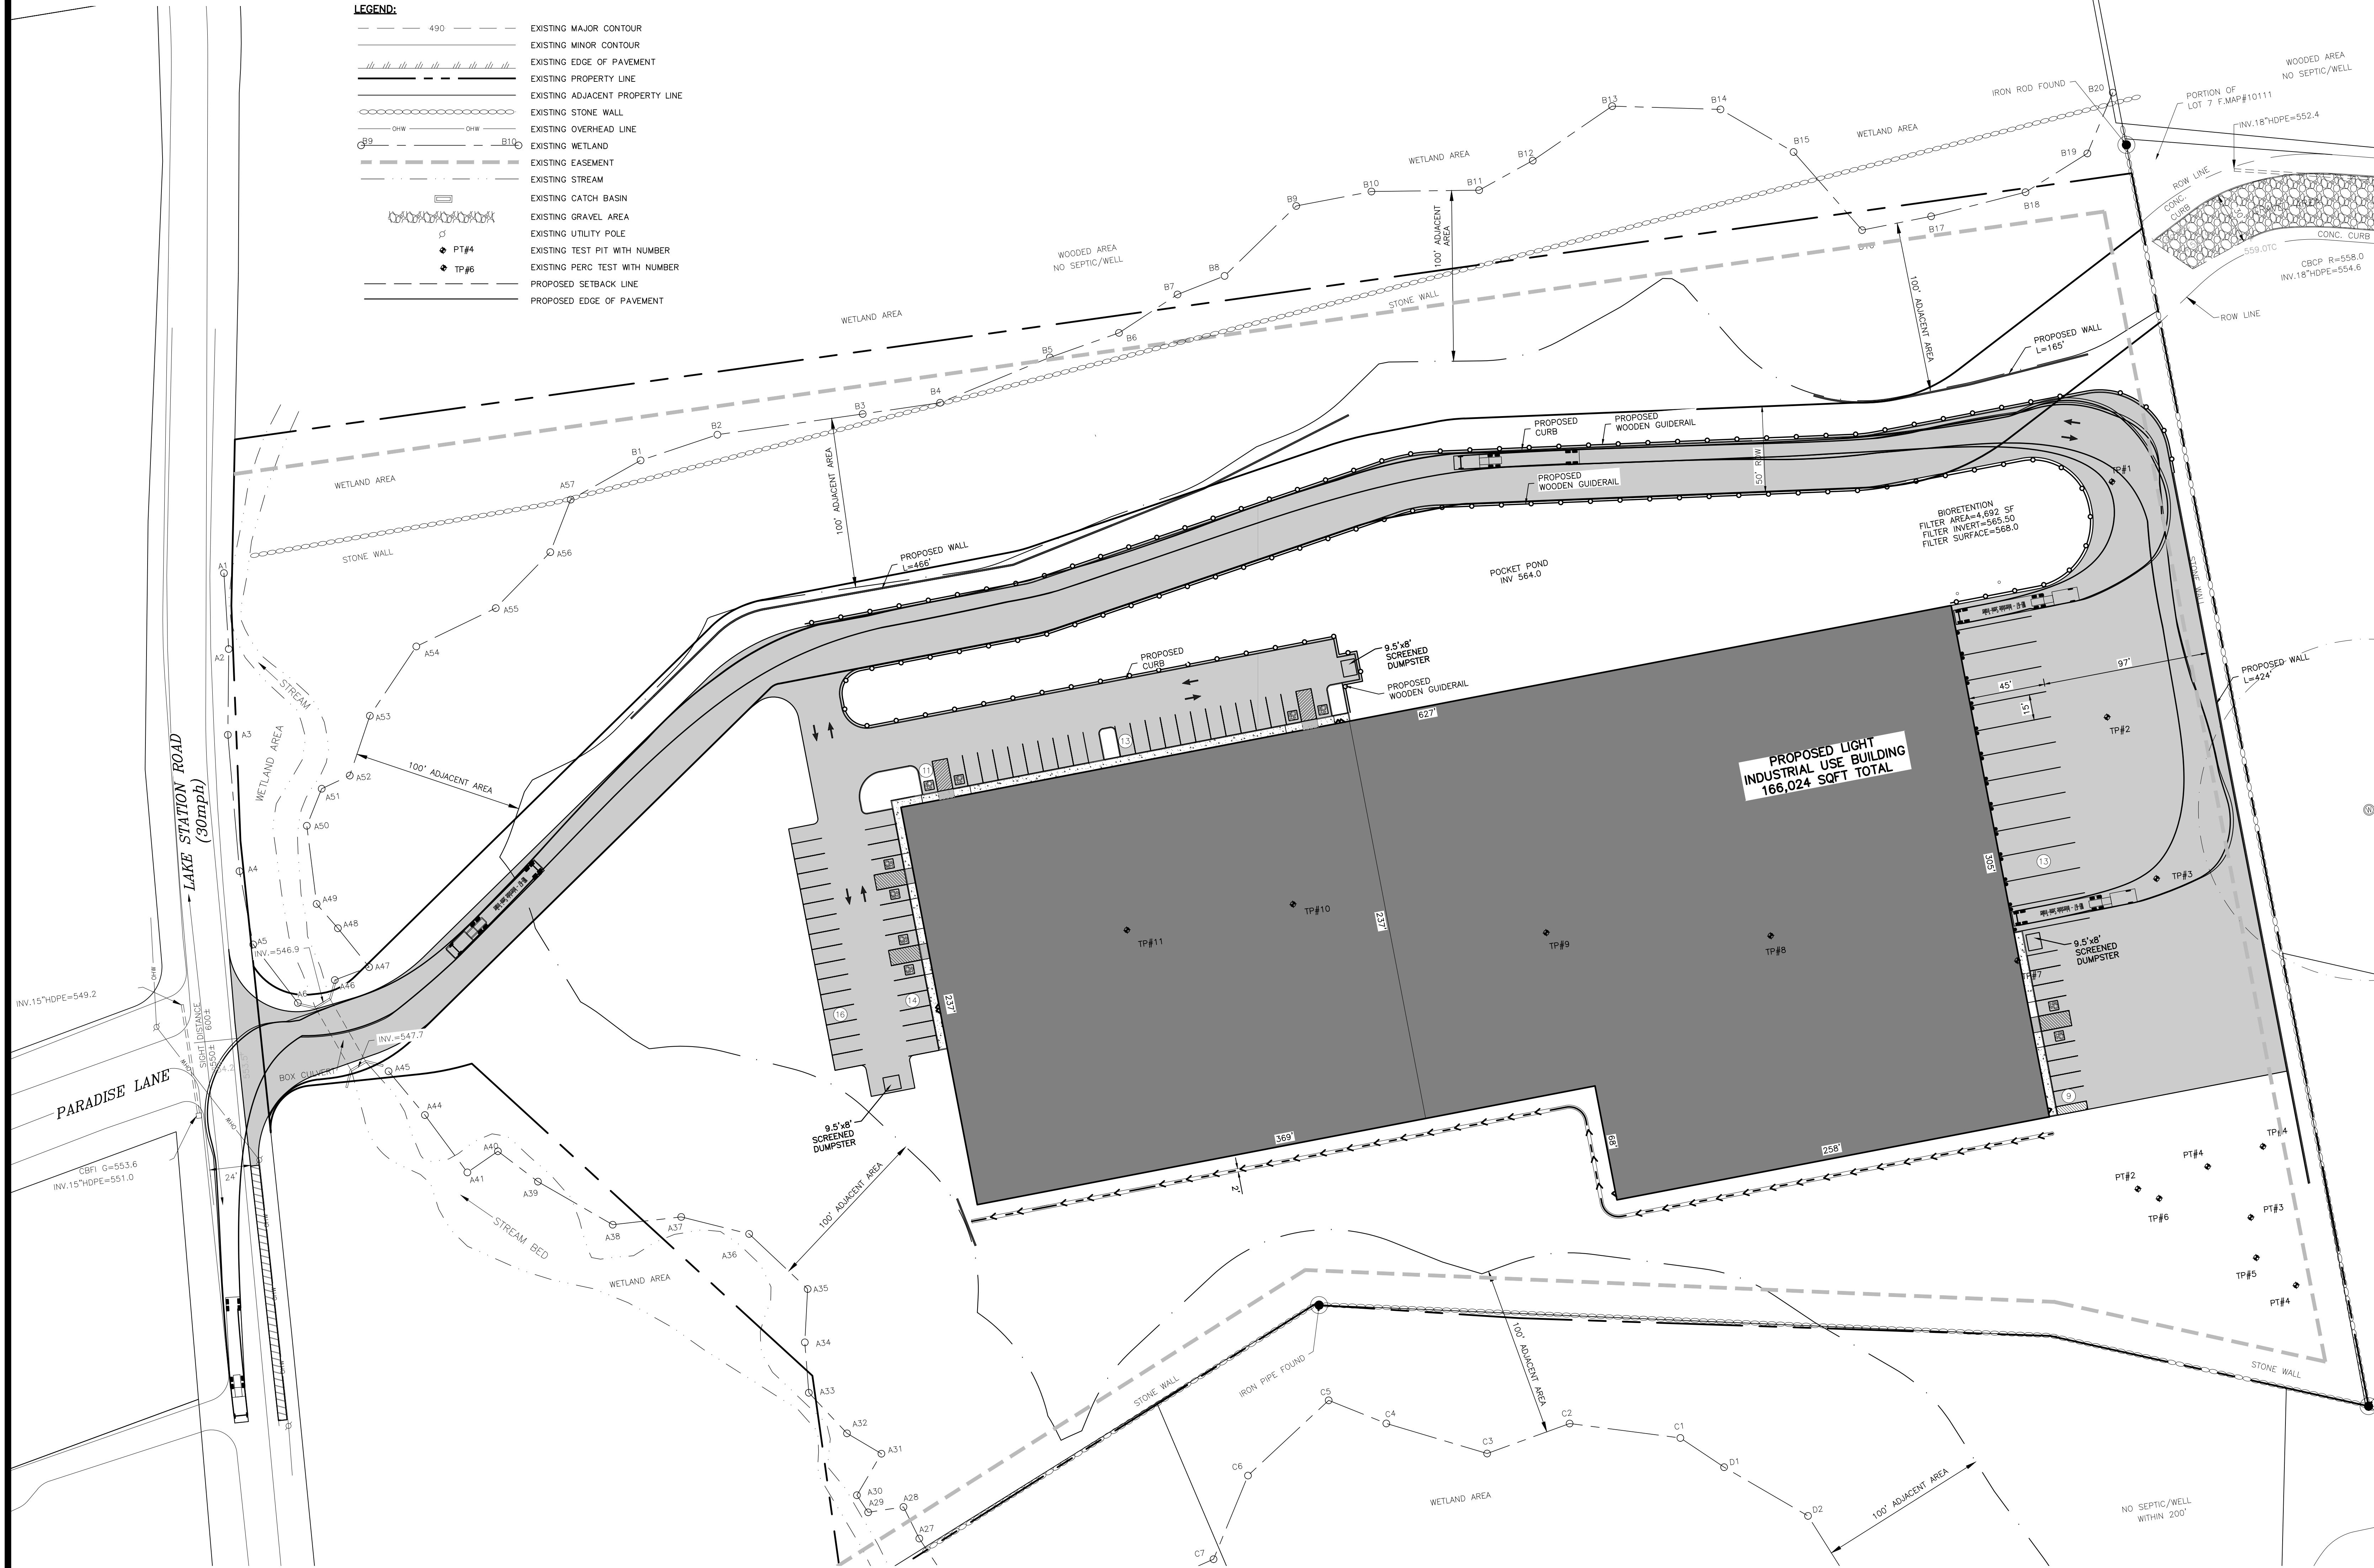 LEGEND:
490
EXISTING MAJOR CONTOUR
EXISTING MINOR CONTOUR
EXISTING EDGE OF PAVEMENT
EXISTING PROPERTY LINE
EXISTING ADJACENT PROPERTY LINE
EXISTING STONE WALL
OHW OHW
EXISTING OVERHEAD LINE
B9 B10
EXISTING WETLAND
EXISTING EASEMENT
EXISTING STREAM
EXISTING CATCH BASIN
EXISTING GRAVEL AREA
EXISTING UTILITY POLE
PT#4
EXISTING TEST PIT WITH NUMBER
TP#6
EXISTING PERC TEST WITH NUMBER
PROPOSED SETBACK LINE
PROPOSED EDGE OF PAVEMENT
WOODED AREA
NO SEPTIC/WELL
IRON ROD FOUND
B20
PORTION OF
LOT 7 F.MAP#10111
INV.18"HDPE=552.4
B13
B14
B15
WETLAND AREA
B12
WETLAND AREA
B11
B10
B9
B19
B18
B17
B16
ROW LINE
CONC.
CURB
CONC. CURB
559.0TC
CBCP R=558.0
INV.18"HDPE=554.6
ROW LINE
100' ADJACENT
AREA
WOODED AREA
NO SEPTIC/WELL
B8
B7
B6
B5
STONE WALL
WETLAND AREA
100' ADJACENT
AREA
PROPOSED WALL
L=165'
B4
B3
B2
B1
A57
WETLAND AREA
STONE WALL
A56
A55
A54
A53
A52
A51
A50
A49
A48
A47
A46
A1
A2
A3
A4
A5
A6
STREAM
WETLAND AREA
100' ADJACENT AREA
100' ADJACENT AREA
PROPOSED WALL
L=466'
PROPOSED
CURB
PROPOSED
WOODEN GUIDERAIL
PROPOSED
WOODEN GUIDERAIL
50' ROW
TP#1
BIORETENTION
FILTER AREA=4,692 SF
FILTER INVERT=565.50
FILTER SURFACE=568.0
POCKET POND
INV 564.0
STONE WALL
PROPOSED
CURB
9.5'x8'
SCREENED
DUMPSTER
PROPOSED
WOODEN GUIDERAIL
627'
PROPOSED LIGHT
INDUSTRIAL USE BUILDING
166,024 SQFT TOTAL
97'
45'
15'
PROPOSED WALL
L=424'
TP#2
TP#3
13
11
13
305'
237'
237'
14
16
TP#11
TP#10
TP#9
TP#8
TP#7
9.5'x8'
SCREENED
DUMPSTER
9
LAKE STATION ROAD
(30mph)
OHW
INV.=546.9
INV.15"HDPE=549.2
SIGHT DISTANCE
600±
550±
INV.=547.7
BOX CULVERT
PARADISE LANE
OHW
CBFI G=553.6
INV.15"HDPE=551.0
24'
OHW
OHW
OHW
A45
A44
A41
A40
A39
A38
A37
A36
A35
A34
A33
A32
A31
A30
A29
A28
A27
STREAM BED
WETLAND AREA
9.5'x8'
SCREENED
DUMPSTER
100' ADJACENT AREA
369'
2'
68'
258'
PT#2
TP#6
PT#4
TP#4
PT#3
TP#5
PT#4
STONE WALL
IRON PIPE FOUND
STONE WALL
100' ADJACENT AREA
C5
C4
C3
C2
C1
D1
D2
C6
C7
WETLAND AREA
100' ADJACENT AREA
NO SEPTIC/WELL
WITHIN 200'
W